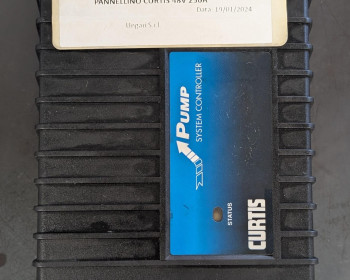 PANNELLINO CURTIS 48V 250A
Data 19/01/2024
PUMP
SYSTEM CONTROLLER
STATUS
CURTIS